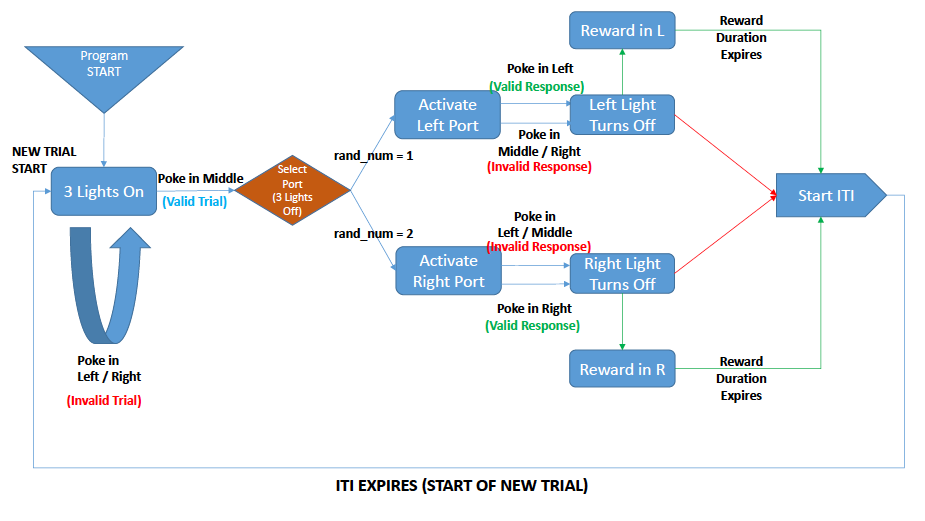 Program
START
NEW TRIAL
START
3 Lights On
Poke in Middle
(Valid Trial)
Poke in
Left / Right
(Invalid Trial)
Select
Port
(3 Lights
Off)
rand_num = 1
rand_num = 2
Activate
Left Port
Poke in Left
(Valid Response)
Poke in
Middle / Right
(Invalid Response)
Left Light
Turns Off
Reward in L
Reward
Duration
Expires
Activate
Right Port
Poke in
Left / Middle
(Invalid Response)
Poke in Right
(Valid Response)
Right Light
Turns Off
Reward in R
Reward
Duration
Expires
Start ITI
ITI EXPIRES (START OF NEW TRIAL)